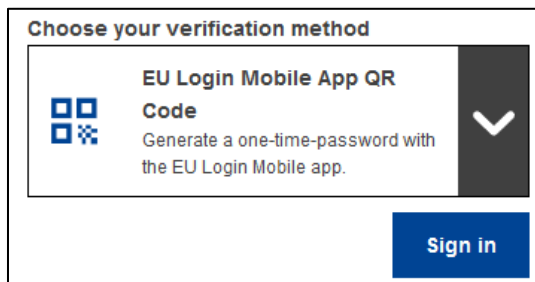 Choose your verification method
EU Login Mobile App QR
Code
Generate a one-time-password with
the EU Login Mobile app.
Sign in